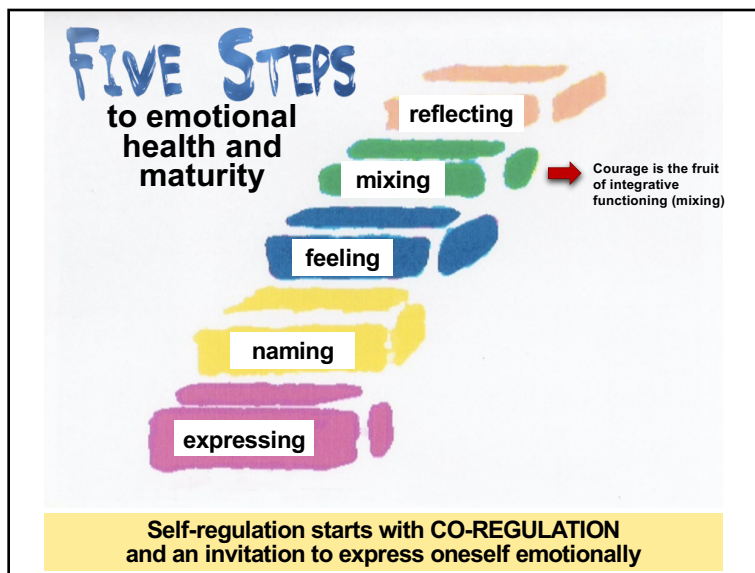 FIVE STEPS
to emotional
health and
maturity
reflecting
mixing
Courage is the fruit
of integrative
functioning (mixing)
feeling
naming
expressing
Self-regulation starts with CO-REGULATION
and an invitation to express oneself emotionally